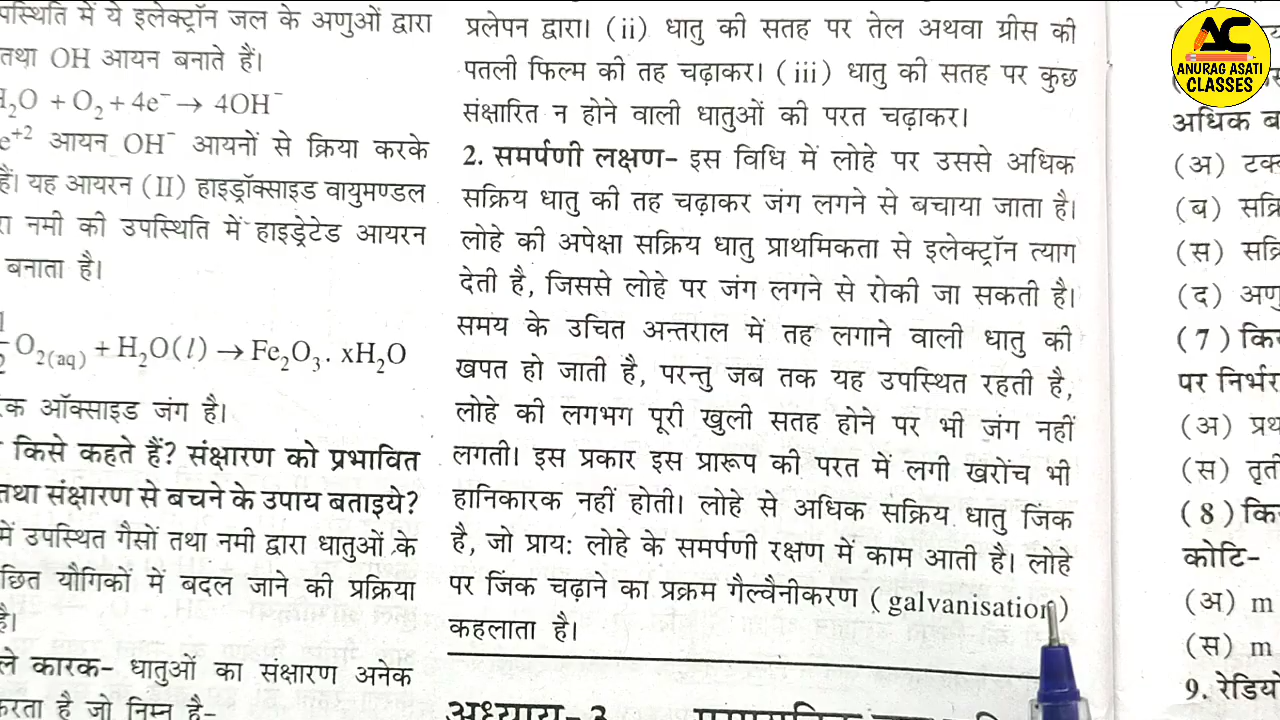 में ये इलेक्ट्रॉन जल के अणुओं द्वारा
तथा OH आयन बनाते हैं।
H₂O + O₂ + 4e⁻ → 4OH⁻
आयन OH⁻ आयनों से क्रिया करके
हैं। यह आयरन (II) हाइड्रॉक्साइड वायुमण्डल
नमी की उपस्थिति में हाइड्रेटेड आयरन
बनाता है।
O₂(aq) + H₂O(l) → Fe₂O₃. xH₂O
ऑक्साइड जंग है।
किसे कहते हैं? संक्षारण को प्रभावित
तथा संक्षारण से बचने के उपाय बताइये?
में उपस्थित गैसों तथा नमी द्वारा धातुओं के
यौगिकों में बदल जाने की प्रक्रिया
है।
कारक- धातुओं का संक्षारण अनेक
है जो निम्न है-
प्रलेपन द्वारा। (ii) धातु की सतह पर तेल अथवा ग्रीस की
पतली फिल्म की तह चढ़ाकर। (iii) धातु की सतह पर कुछ
संक्षारित न होने वाली धातुओं की परत चढ़ाकर।
2. समर्पणी लक्षण- इस विधि में लोहे पर उससे अधिक
सक्रिय धातु की तह चढ़ाकर जंग लगने से बचाया जाता है।
लोहे की अपेक्षा सक्रिय धातु प्राथमिकता से इलेक्ट्रॉन त्याग
देती है, जिससे लोहे पर जंग लगने से रोकी जा सकती है।
समय के उचित अन्तराल में तह लगाने वाली धातु की
खपत हो जाती है, परन्तु जब तक यह उपस्थित रहती है,
लोहे की लगभग पूरी खुली सतह होने पर भी जंग नहीं
लगती। इस प्रकार इस प्रारूप की परत में लगी खरोंच भी
हानिकारक नहीं होती। लोहे से अधिक सक्रिय धातु जिंक
है, जो प्रायः लोहे के समर्पणी रक्षण में काम आती है। लोहे
पर जिंक चढ़ाने का प्रक्रम गैल्वैनीकरण (galvanisation)
कहलाता है।
अध्याय-3
AC
ANURAG ASATI
CLASSES
अधिक
(अ)
(ब)
(स)
(द)
(7)
पर निर्भर
(अ)
(स)
(8)
कोटि-
(अ) m
(स) m
9.